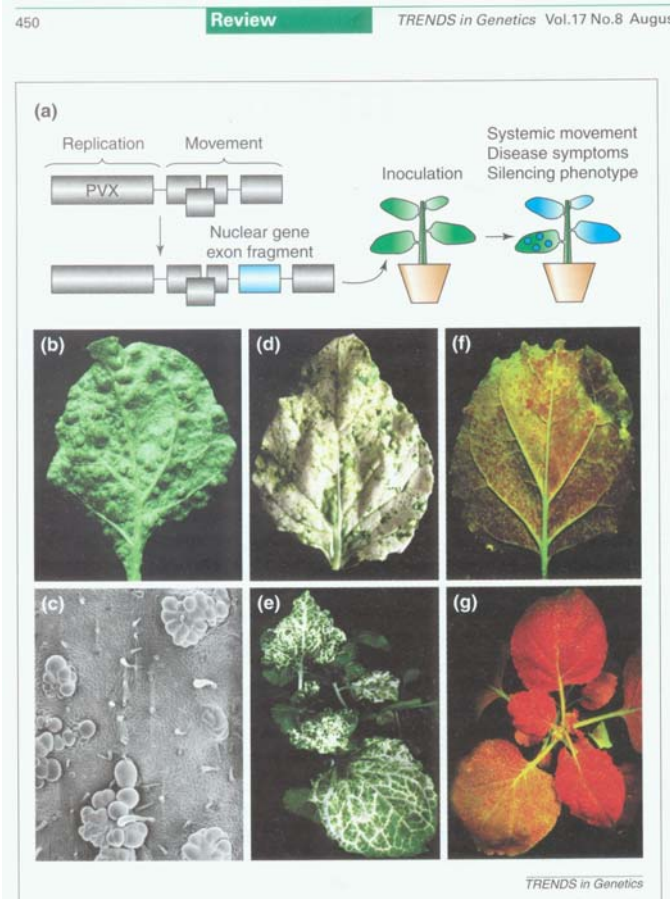 450
Review
TRENDS in Genetics Vol.17 No.8 Augus
(a)
Replication
Movement
PVX
Nuclear gene
exon fragment
Inoculation
Systemic movement
Disease symptoms
Silencing phenotype
(b)
(d)
(f)
(c)
(e)
(g)
TRENDS in Genetics